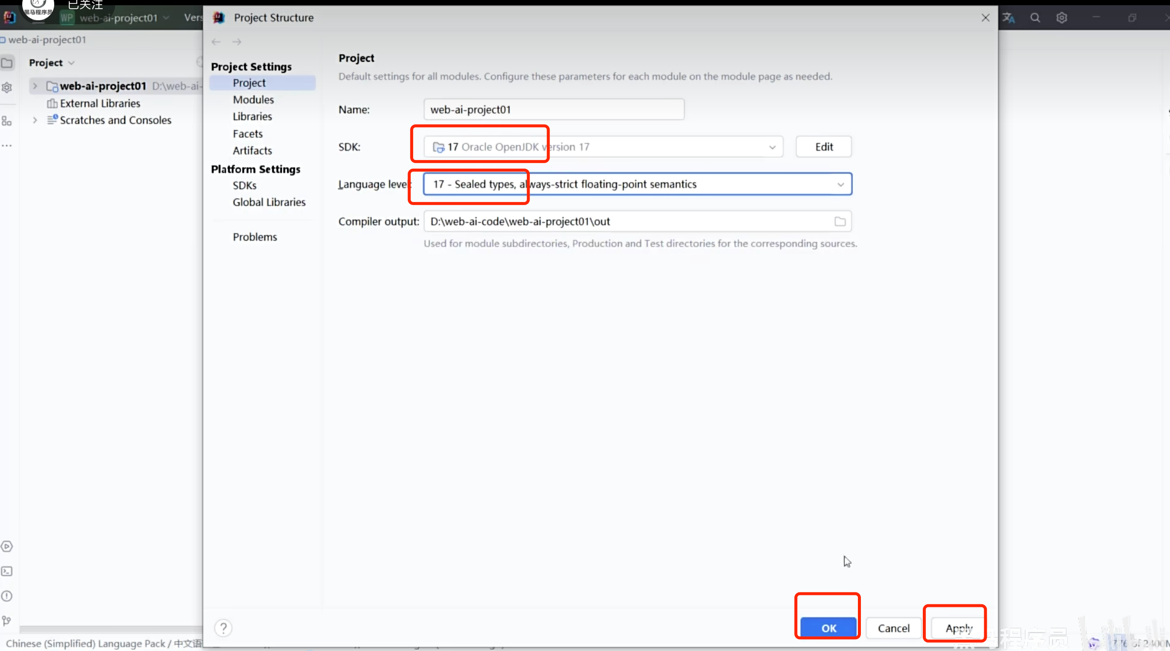 已关注
WP web-ai-project01
Project Structure
web-ai-project01
Project
web-ai-project01 D:\web-ai-
External Libraries
Scratches and Consoles
Project Settings
Project
Modules
Libraries
Facets
Artifacts
Platform Settings
SDKs
Global Libraries
Problems
Project
Default settings for all modules. Configure these parameters for each module on the module page as needed.
Name: web-ai-project01
SDK: 17 Oracle OpenJDK version 17 Edit
Language level: 17 - Sealed types, always-strict floating-point semantics
Compiler output: D:\web-ai-code\web-ai-project01\out
Used for module subdirectories, Production and Test directories for the corresponding sources.
? OK Cancel Apply
Chinese (Simplified) Language Pack / 中文语